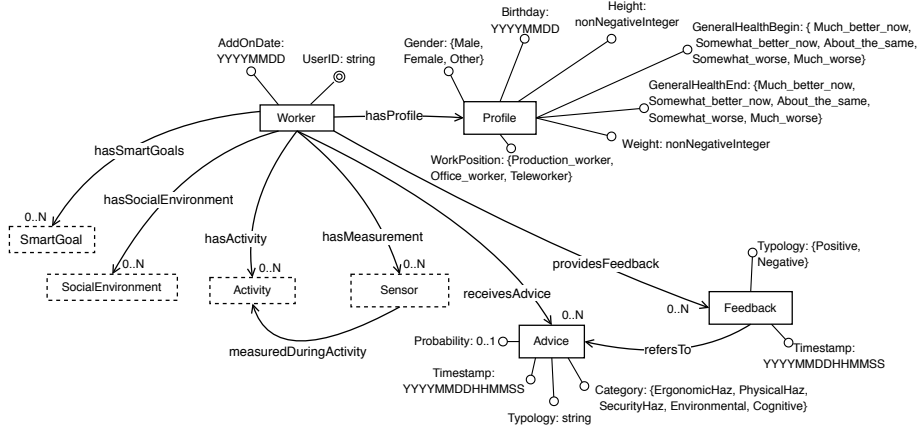 Birthday:
YYYYMMDD
Height:
nonNegativeInteger
GeneralHealthBegin: { Much_better_now,
Somewhat_better_now, About_the_same,
Somewhat_worse, Much_worse}
AddOnDate:
YYYYMMDD
UserID: string
Gender: {Male,
Female, Other}
GeneralHealthEnd: {Much_better_now,
Somewhat_better_now, About_the_same,
Somewhat_worse, Much_worse}
Worker
hasProfile
Profile
Weight: nonNegativeInteger
WorkPosition: {Production_worker,
Office_worker, Teleworker}
hasSmartGoals
hasSocialEnvironment
0..N
SmartGoal
hasActivity
hasMeasurement
providesFeedback
Typology: {Positive,
Negative}
0..N
SocialEnvironment
0..N
Activity
0..N
Sensor
receivesAdvice
0..N
Feedback
0..N
measuredDuringActivity
Probability: 0..1
Advice
refersTo
Timestamp:
YYYYMMDDHHMMSS
Timestamp:
YYYYMMDDHHMMSS
Typology: string
Category: {ErgonomicHaz, PhysicalHaz,
SecurityHaz, Environmental, Cognitive}